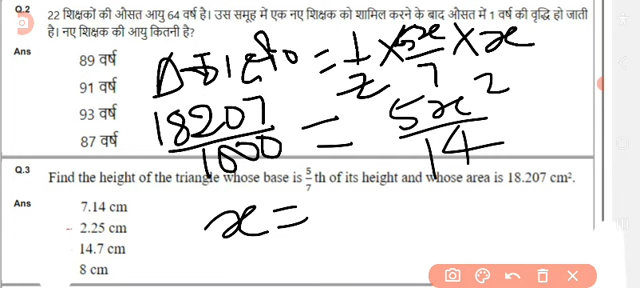 Q.2
22 शिक्षकों की औसत आयु 64 वर्ष है। उस समूह में एक नए शिक्षक को शामिल करने के बाद औसत में 1 वर्ष की वृद्धि हो जाती
है। नए शिक्षक की आयु कितनी है?
Ans
89 वर्ष
91 वर्ष
93 वर्ष
87 वर्ष
= 1/2 × 5x/7 × x
18207/1000 = 5x²/14
Q.3
Find the height of the triangle whose base is 5/7 th of its height and whose area is 18.207 cm².
Ans
7.14 cm
2.25 cm
14.7 cm
8 cm
x =